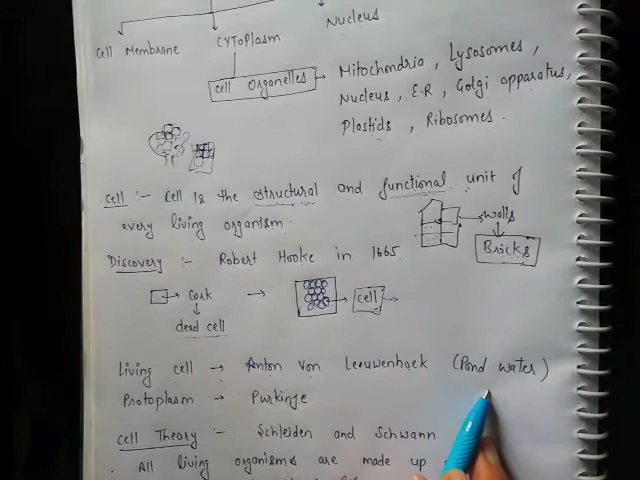 Nucleus
Cell Membrane CYToplasm
cell Organelles → Mitochondria, Lysosomes,
Nucleus, E.R, Golgi apparatus,
Plastids, Ribosomes.
Cell :- Cell Is the structural and functional unit of
every living organism.
walls
Bricks
Discovery :- Robert Hooke in 1665
→ Cork → → cell →
↓
dead cell
Living cell → Anton Von Leeuwenhoek (Pond water)
Protoplasm → Purkinje
Cell Theory :- Schleiden and Schwann
. All living organismes are made up